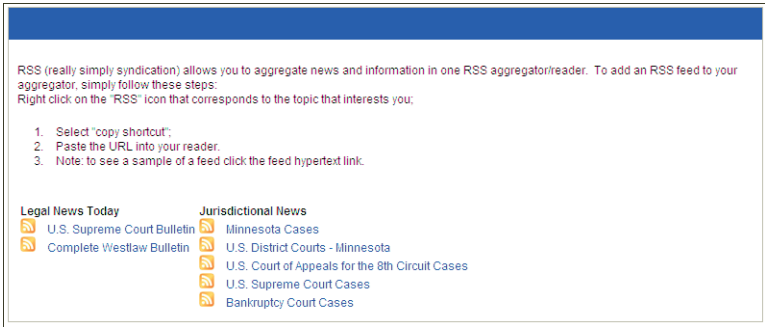 RSS (really simply syndication) allows you to aggregate news and information in one RSS aggregator/reader. To add an RSS feed to your
aggregator, simply follow these steps:
Right click on the "RSS" icon that corresponds to the topic that interests you;
1. Select "copy shortcut";
2. Paste the URL into your reader.
3. Note: to see a sample of a feed click the feed hypertext link.
Legal News Today
U.S. Supreme Court Bulletin
Complete Westlaw Bulletin
Jurisdictional News
Minnesota Cases
U.S. District Courts - Minnesota
U.S. Court of Appeals for the 8th Circuit Cases
U.S. Supreme Court Cases
Bankruptcy Court Cases